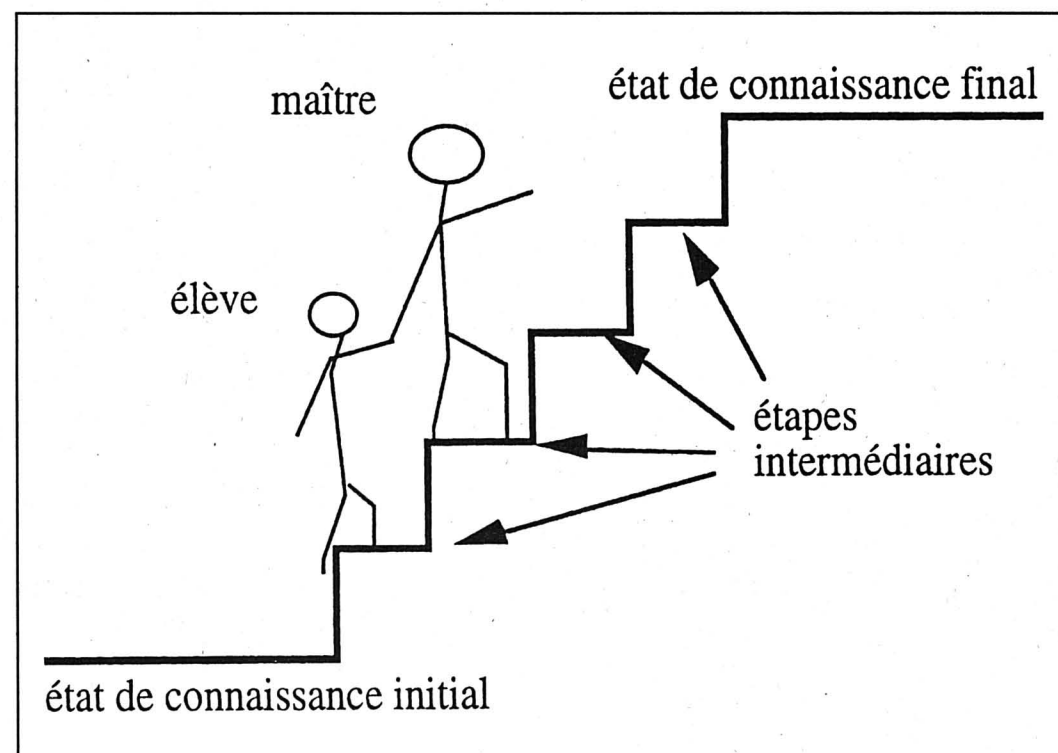 état de connaissance final
maître
élève
étapes
intermédiaires
état de connaissance initial